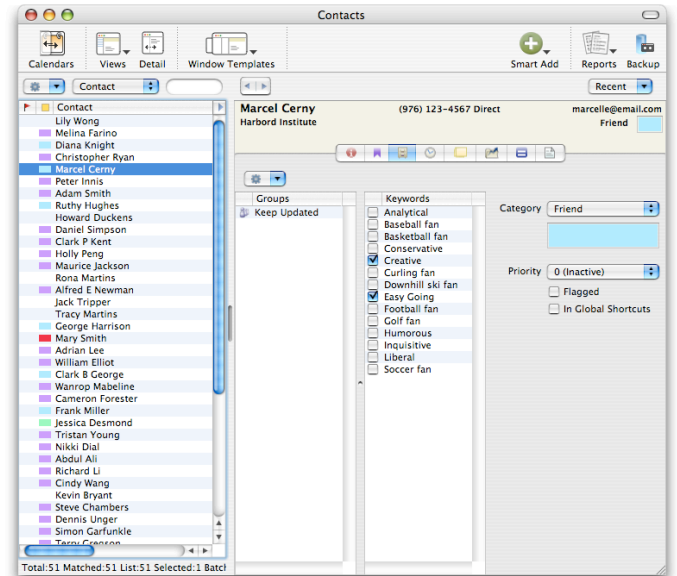 Contacts
Calendars Views Detail Window Templates Smart Add Reports Backup
Contact Recent
Contact
Lily Wong
Melina Farino
Diana Knight
Christopher Ryan
Marcel Cerny
Peter Innis
Adam Smith
Ruthy Hughes
Howard Duckens
Daniel Simpson
Clark P Kent
Holly Peng
Maurice Jackson
Rona Martins
Alfred E Newman
Jack Tripper
Tracy Martins
George Harrison
Mary Smith
Adrian Lee
William Elliot
Clark B George
Wanrop Mabeline
Cameron Forester
Frank Miller
Jessica Desmond
Tristan Young
Nikki Dial
Abdul Ali
Richard Li
Cindy Wang
Kevin Bryant
Steve Chambers
Dennis Unger
Simon Garfunkle
Terry Greeson
Total:51 Matched:51 List:51 Selected:1 Batch
Marcel Cerny (976) 123-4567 Direct marcelle@email.com
Harbord Institute Friend
Groups
Keep Updated
Keywords
Analytical
Baseball fan
Basketball fan
Conservative
Creative
Curling fan
Downhill ski fan
Easy Going
Football fan
Golf fan
Humorous
Inquisitive
Liberal
Soccer fan
Category Friend
Priority 0 (Inactive)
Flagged
In Global Shortcuts